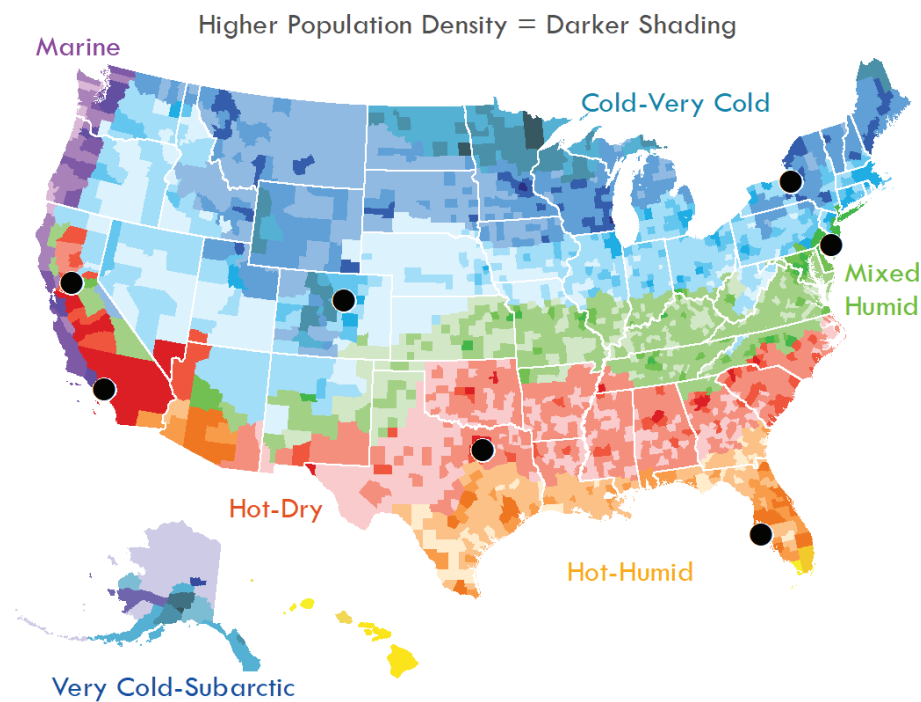 Higher Population Density = Darker Shading
Marine
Cold-Very Cold
Mixed
Humid
Hot-Dry
Hot-Humid
Very Cold-Subarctic